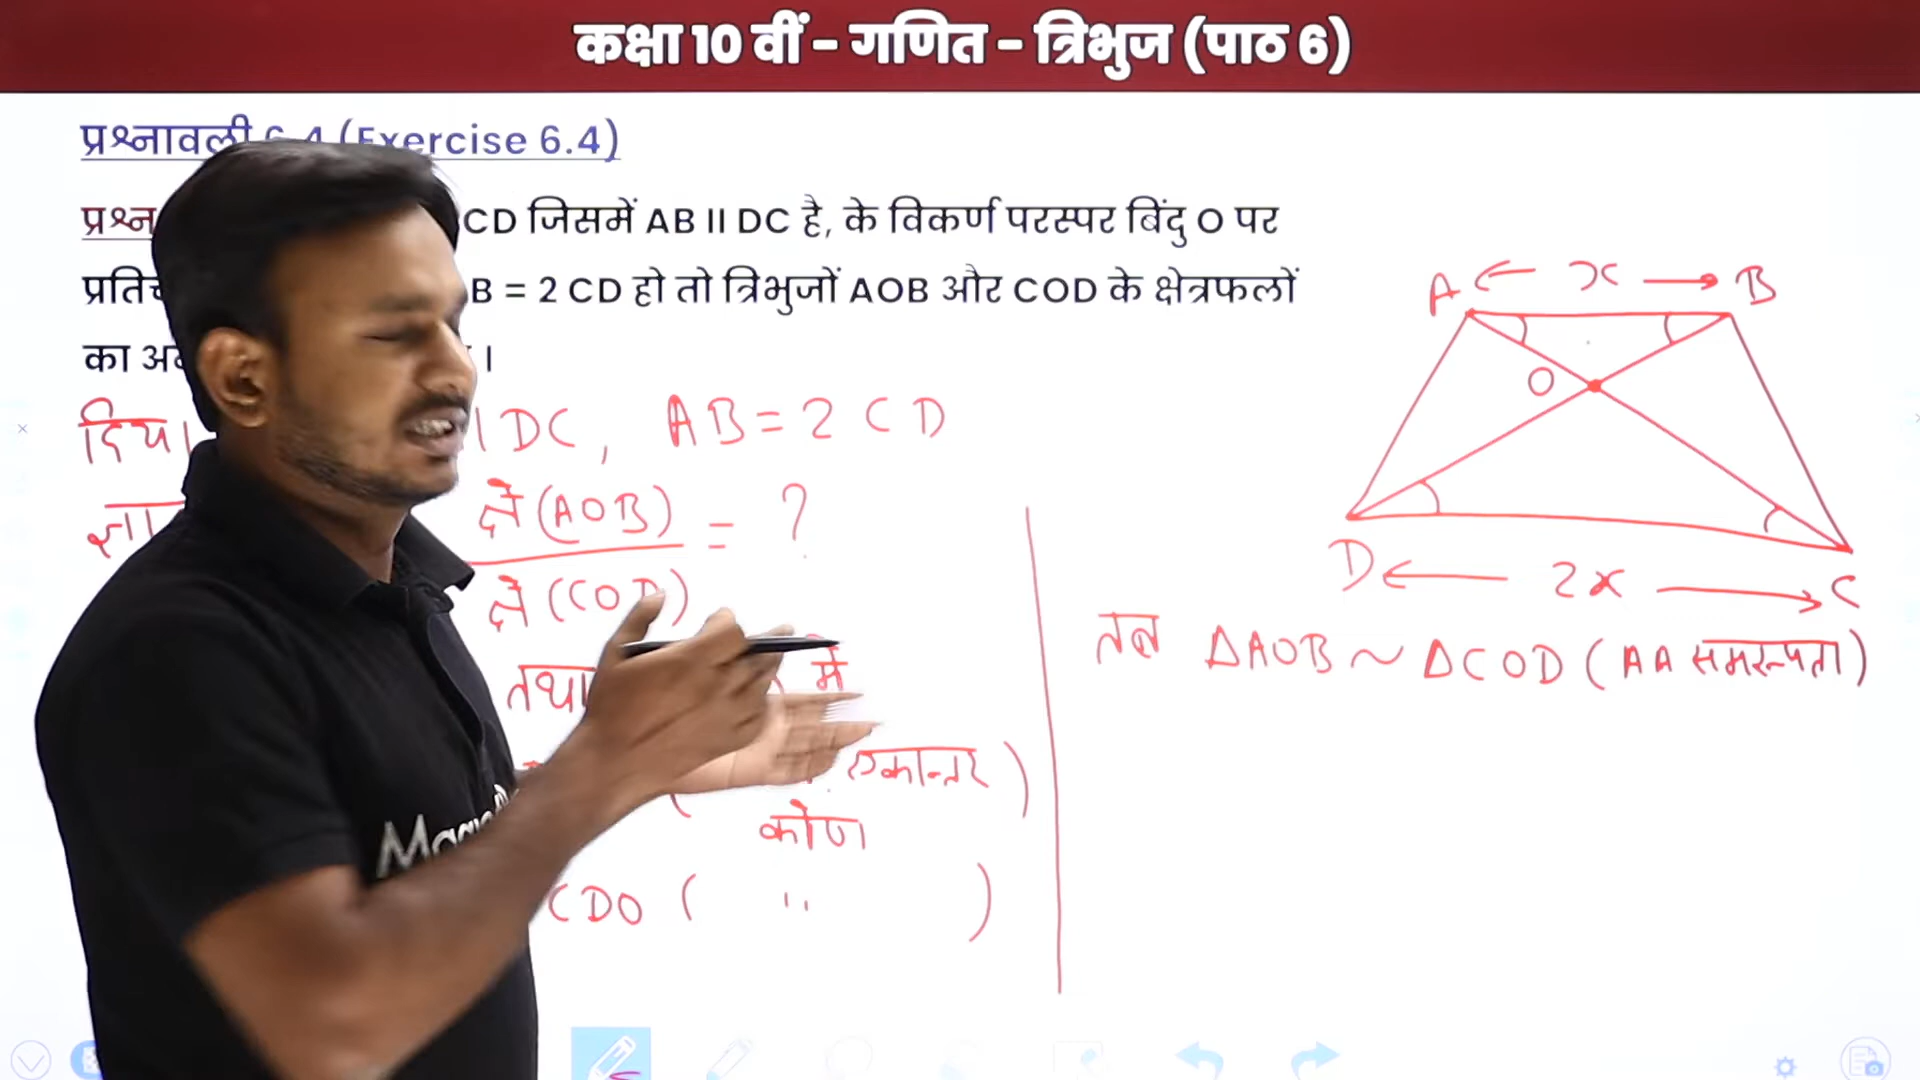 कक्षा 10 वीं - गणित - त्रिभुज (पाठ 6)
प्रश्नावली 6.4 (Exercise 6.4)
प्रश्न CD जिसमें AB II DC है, के विकर्ण परस्पर बिंदु O पर
B = 2 CD हो तो त्रिभुजों AOB और COD के क्षेत्रफलों
का ।
दिया DC, AB = 2 CD
क्षे (AOB) = ?
क्षे (COD)
तथा में
एकान्तर )
कोण
CDO ( " )
A ← x → B
O
D ← 2x → C
तब ΔAOB ~ ΔCOD (AA समरूपता)